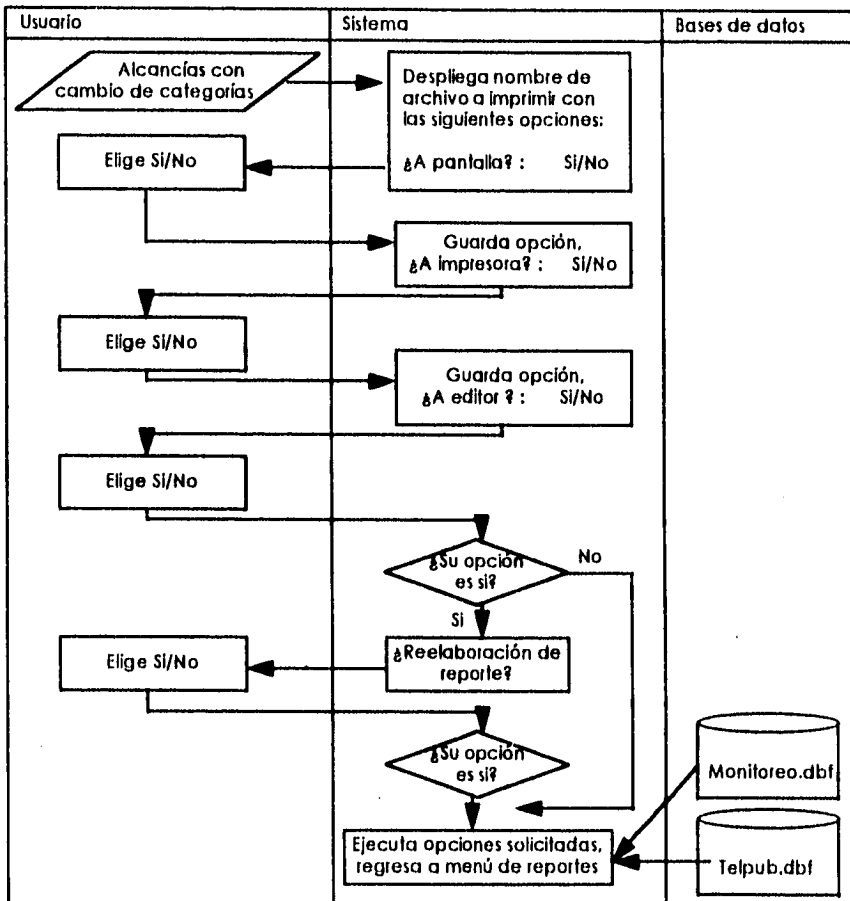 Usuario
Sistema
Bases de datos
Alcancías con
cambio de categorías
Despliega nombre de
archivo a imprimir con
las siguientes opciones:
¿A pantalla? : Si/No
Elige Si/No
Guarda opción,
¿A impresora? : Si/No
Elige Si/No
Guarda opción,
¿A editor ? : Si/No
Elige Si/No
¿Su opción
es si?
No
Si
¿Reelaboración de
reporte?
Elige Si/No
¿Su opción
es si?
Monitoreo.dbf
Ejecuta opciones solicitadas,
regresa a menú de reportes
Telpub.dbf